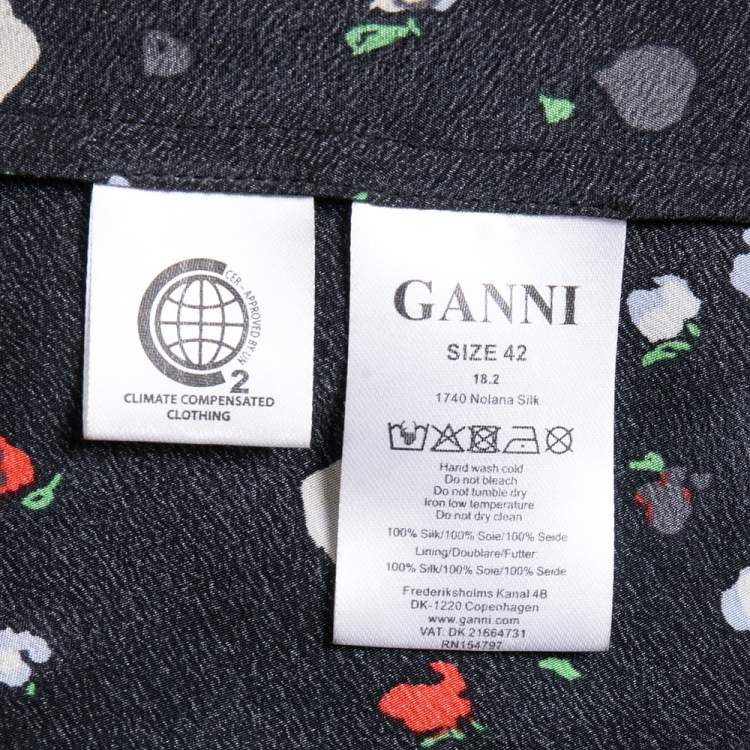 CER - APPROVED BY UN
2
CLIMATE COMPENSATED
CLOTHING
GANNI
SIZE 42
18.2
1740 Nolana Silk
Hand wash cold
Do not bleach
Do not tumble dry
Iron low temperature
Do not dry clean
100% Silk/100% Soie/100% Seide
Lining/Doublare/Futter:
100% Silk/100% Soie/100% Seide
Frederiksholms Kanal 4B
DK-1220 Copenhagen
www.ganni.com
VAT: DK 21664731
RN154797